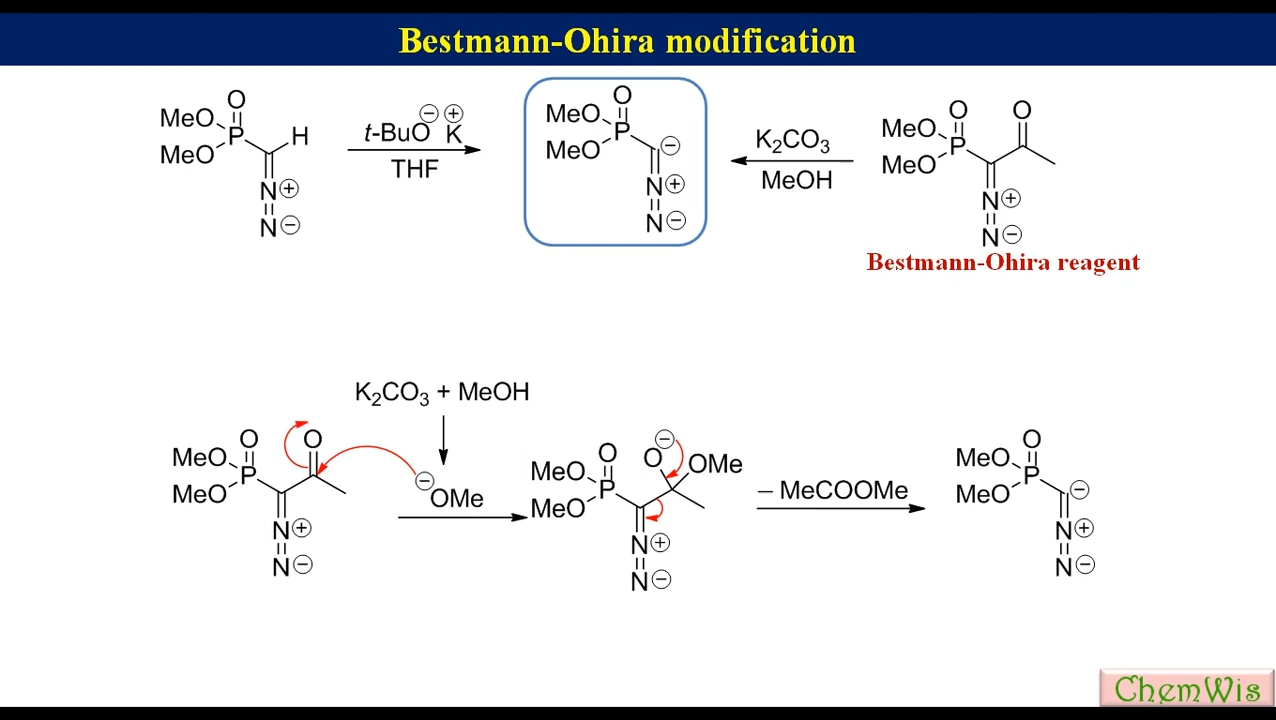 Bestmann-Ohira modification
O
MeO
P
MeO
H
N⊕
N⊖
t-BuO⊖ K⊕
THF
O
MeO
P
MeO
⊖
N⊕
N⊖
K₂CO₃
MeOH
O
O
MeO
P
MeO
N⊕
N⊖
Bestmann-Ohira reagent
K₂CO₃ + MeOH
O
O
MeO
P
MeO
N⊕
N⊖
⊖OMe
O
O⊖
MeO
P
MeO
OMe
N⊕
N⊖
– MeCOOMe
O
MeO
P
MeO
⊖
N⊕
N⊖
ChemWis